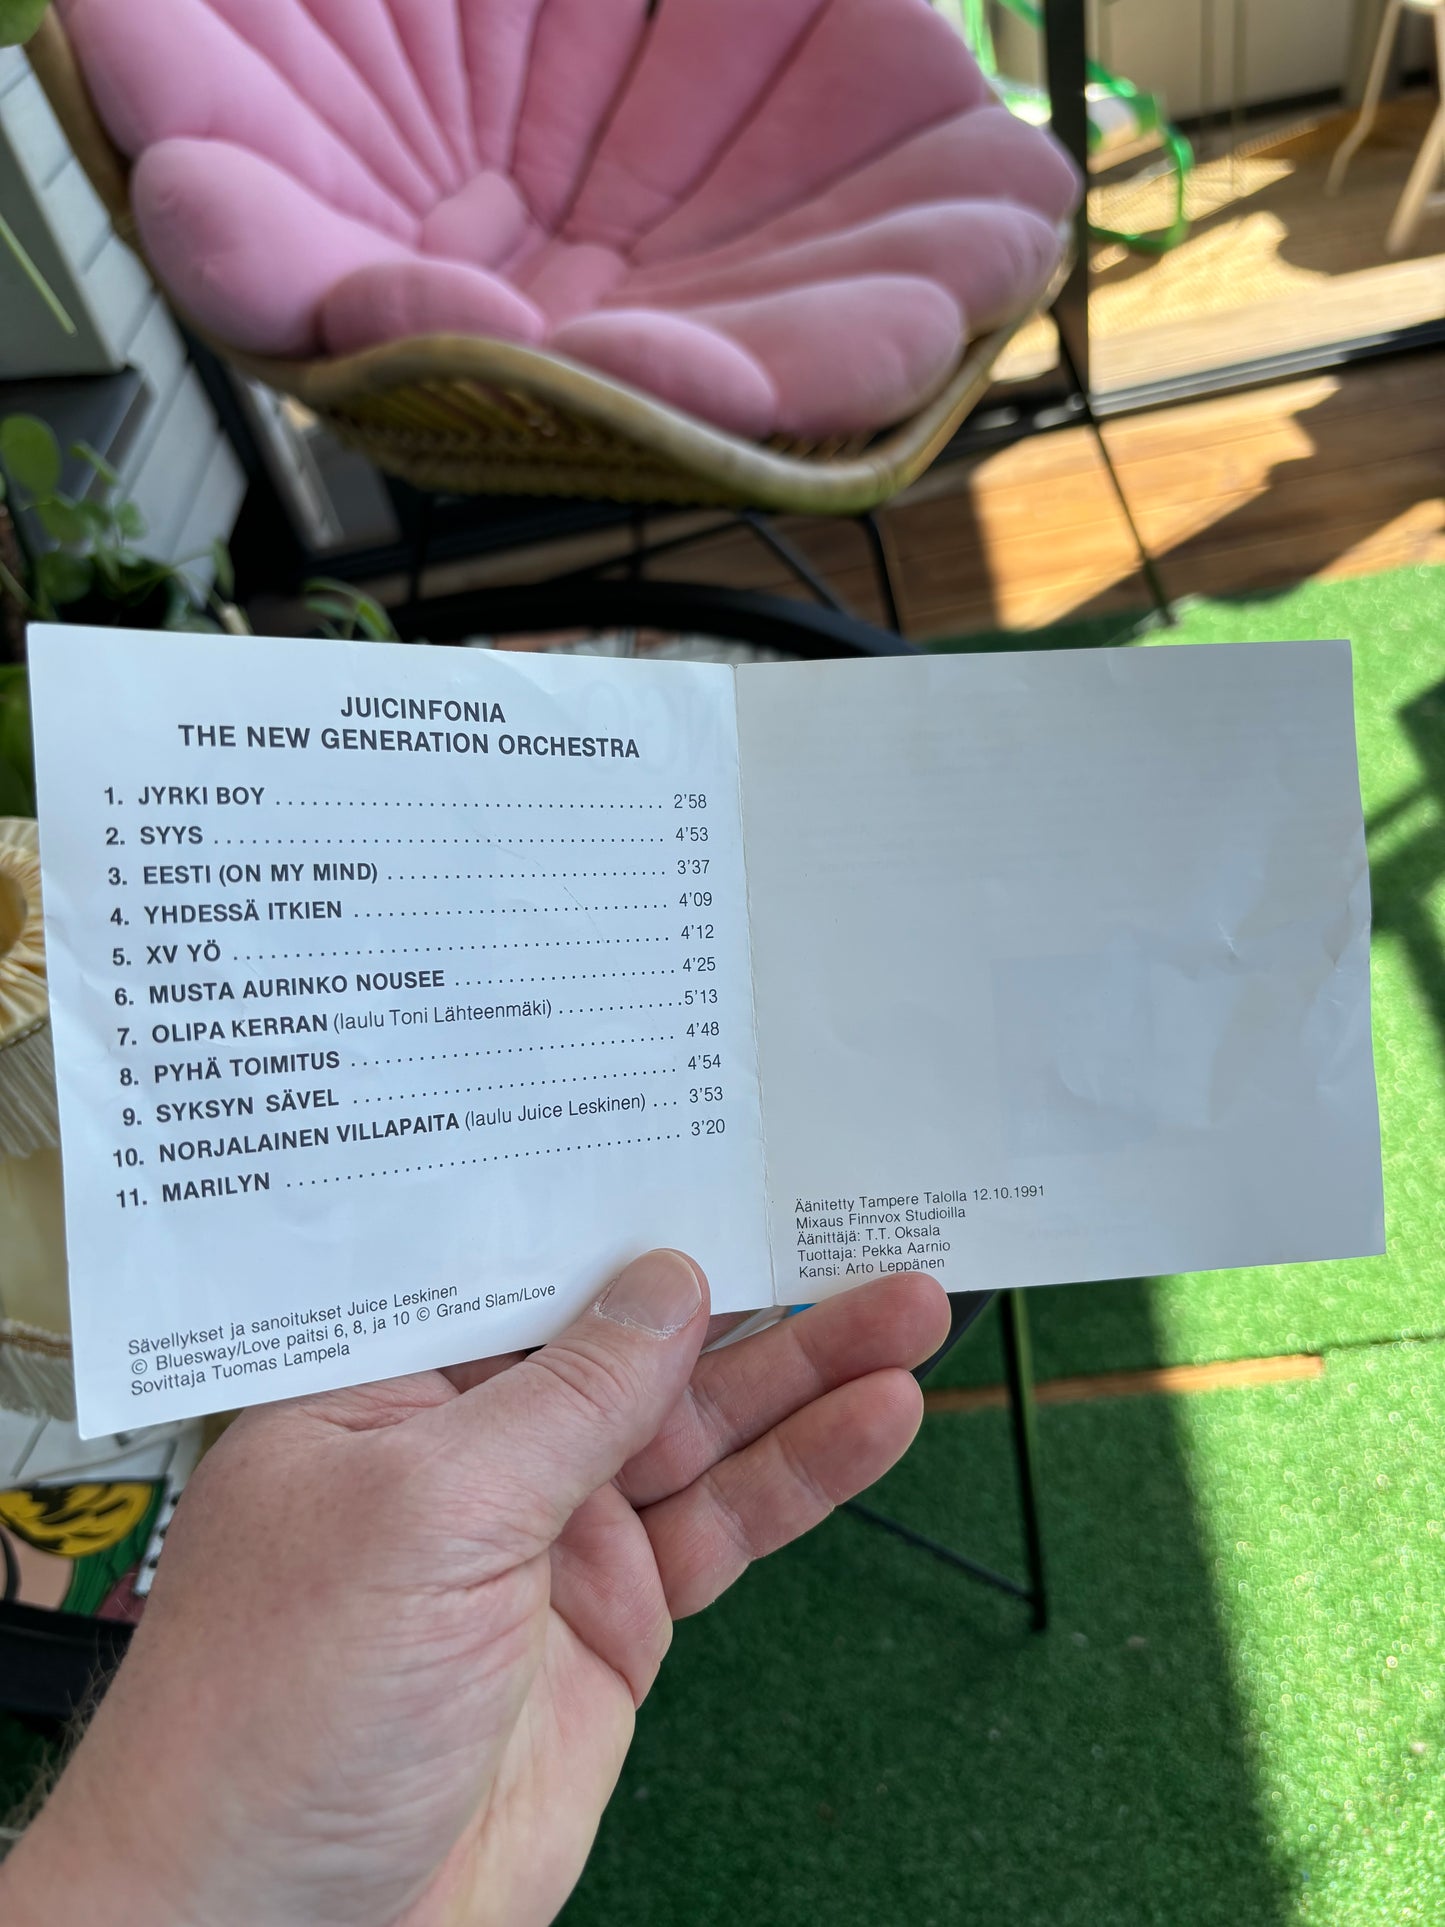 JUICINFONIA
THE NEW GENERATION ORCHESTRA
1. JYRKI BOY 2'58
2. SYYS 4'53
3. EESTI (ON MY MIND) 3'37
4. YHDESSÄ ITKIEN 4'09
5. XV YÖ 4'12
6. MUSTA AURINKO NOUSEE 4'25
7. OLIPA KERRAN (laulu Toni Lähteenmäki) 5'13
8. PYHÄ TOIMITUS 4'48
9. SYKSYN SÄVEL 4'54
10. NORJALAINEN VILLAPAITA (laulu Juice Leskinen) 3'53
11. MARILYN 3'20
Sävellykset ja sanoitukset Juice Leskinen
© Bluesway/Love paitsi 6, 8, ja 10 © Grand Slam/Love
Sovittaja Tuomas Lampela
Äänitetty Tampere Talolla 12.10.1991
Mixaus Finnvox Studioilla
Äänittäjä: T.T. Oksala
Tuottaja: Pekka Aarnio
Kansi: Arto Leppänen